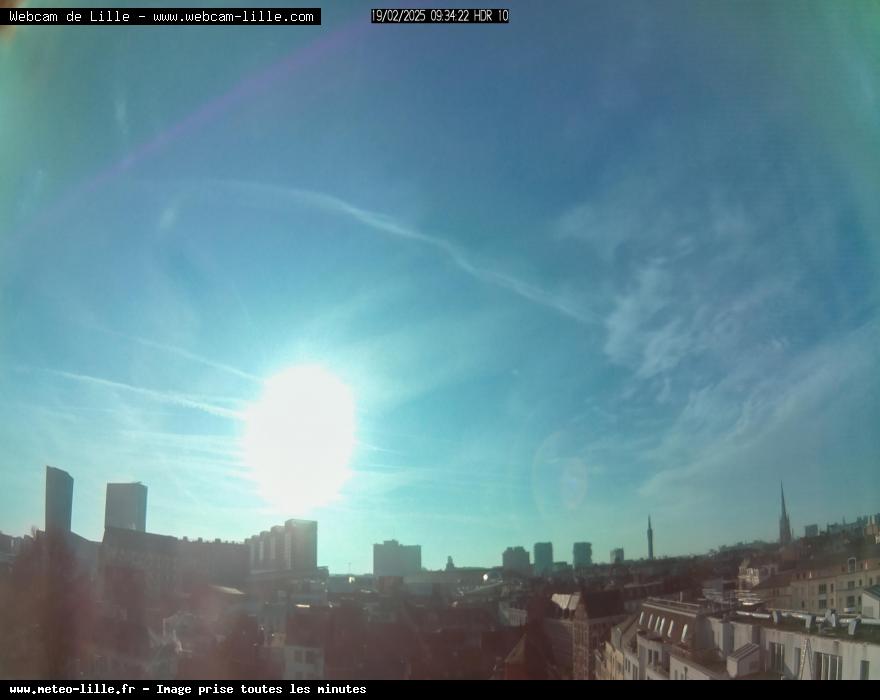 Webcam de Lille - www.webcam-lille.com
19/02/2025 09:34:22 HDR 10
www.meteo-lille.fr - Image prise toutes les minutes